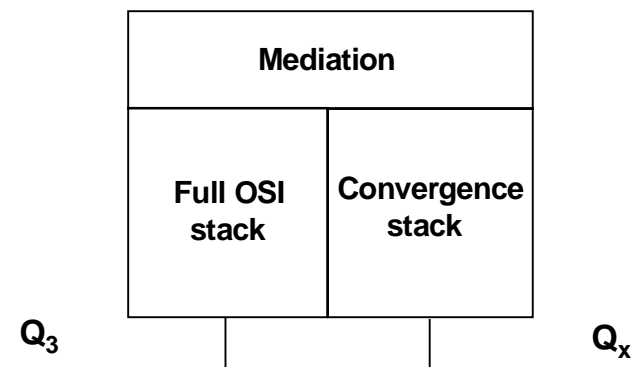 Mediation
Full OSI
stack
Convergence
stack
Q₃
Qₓ